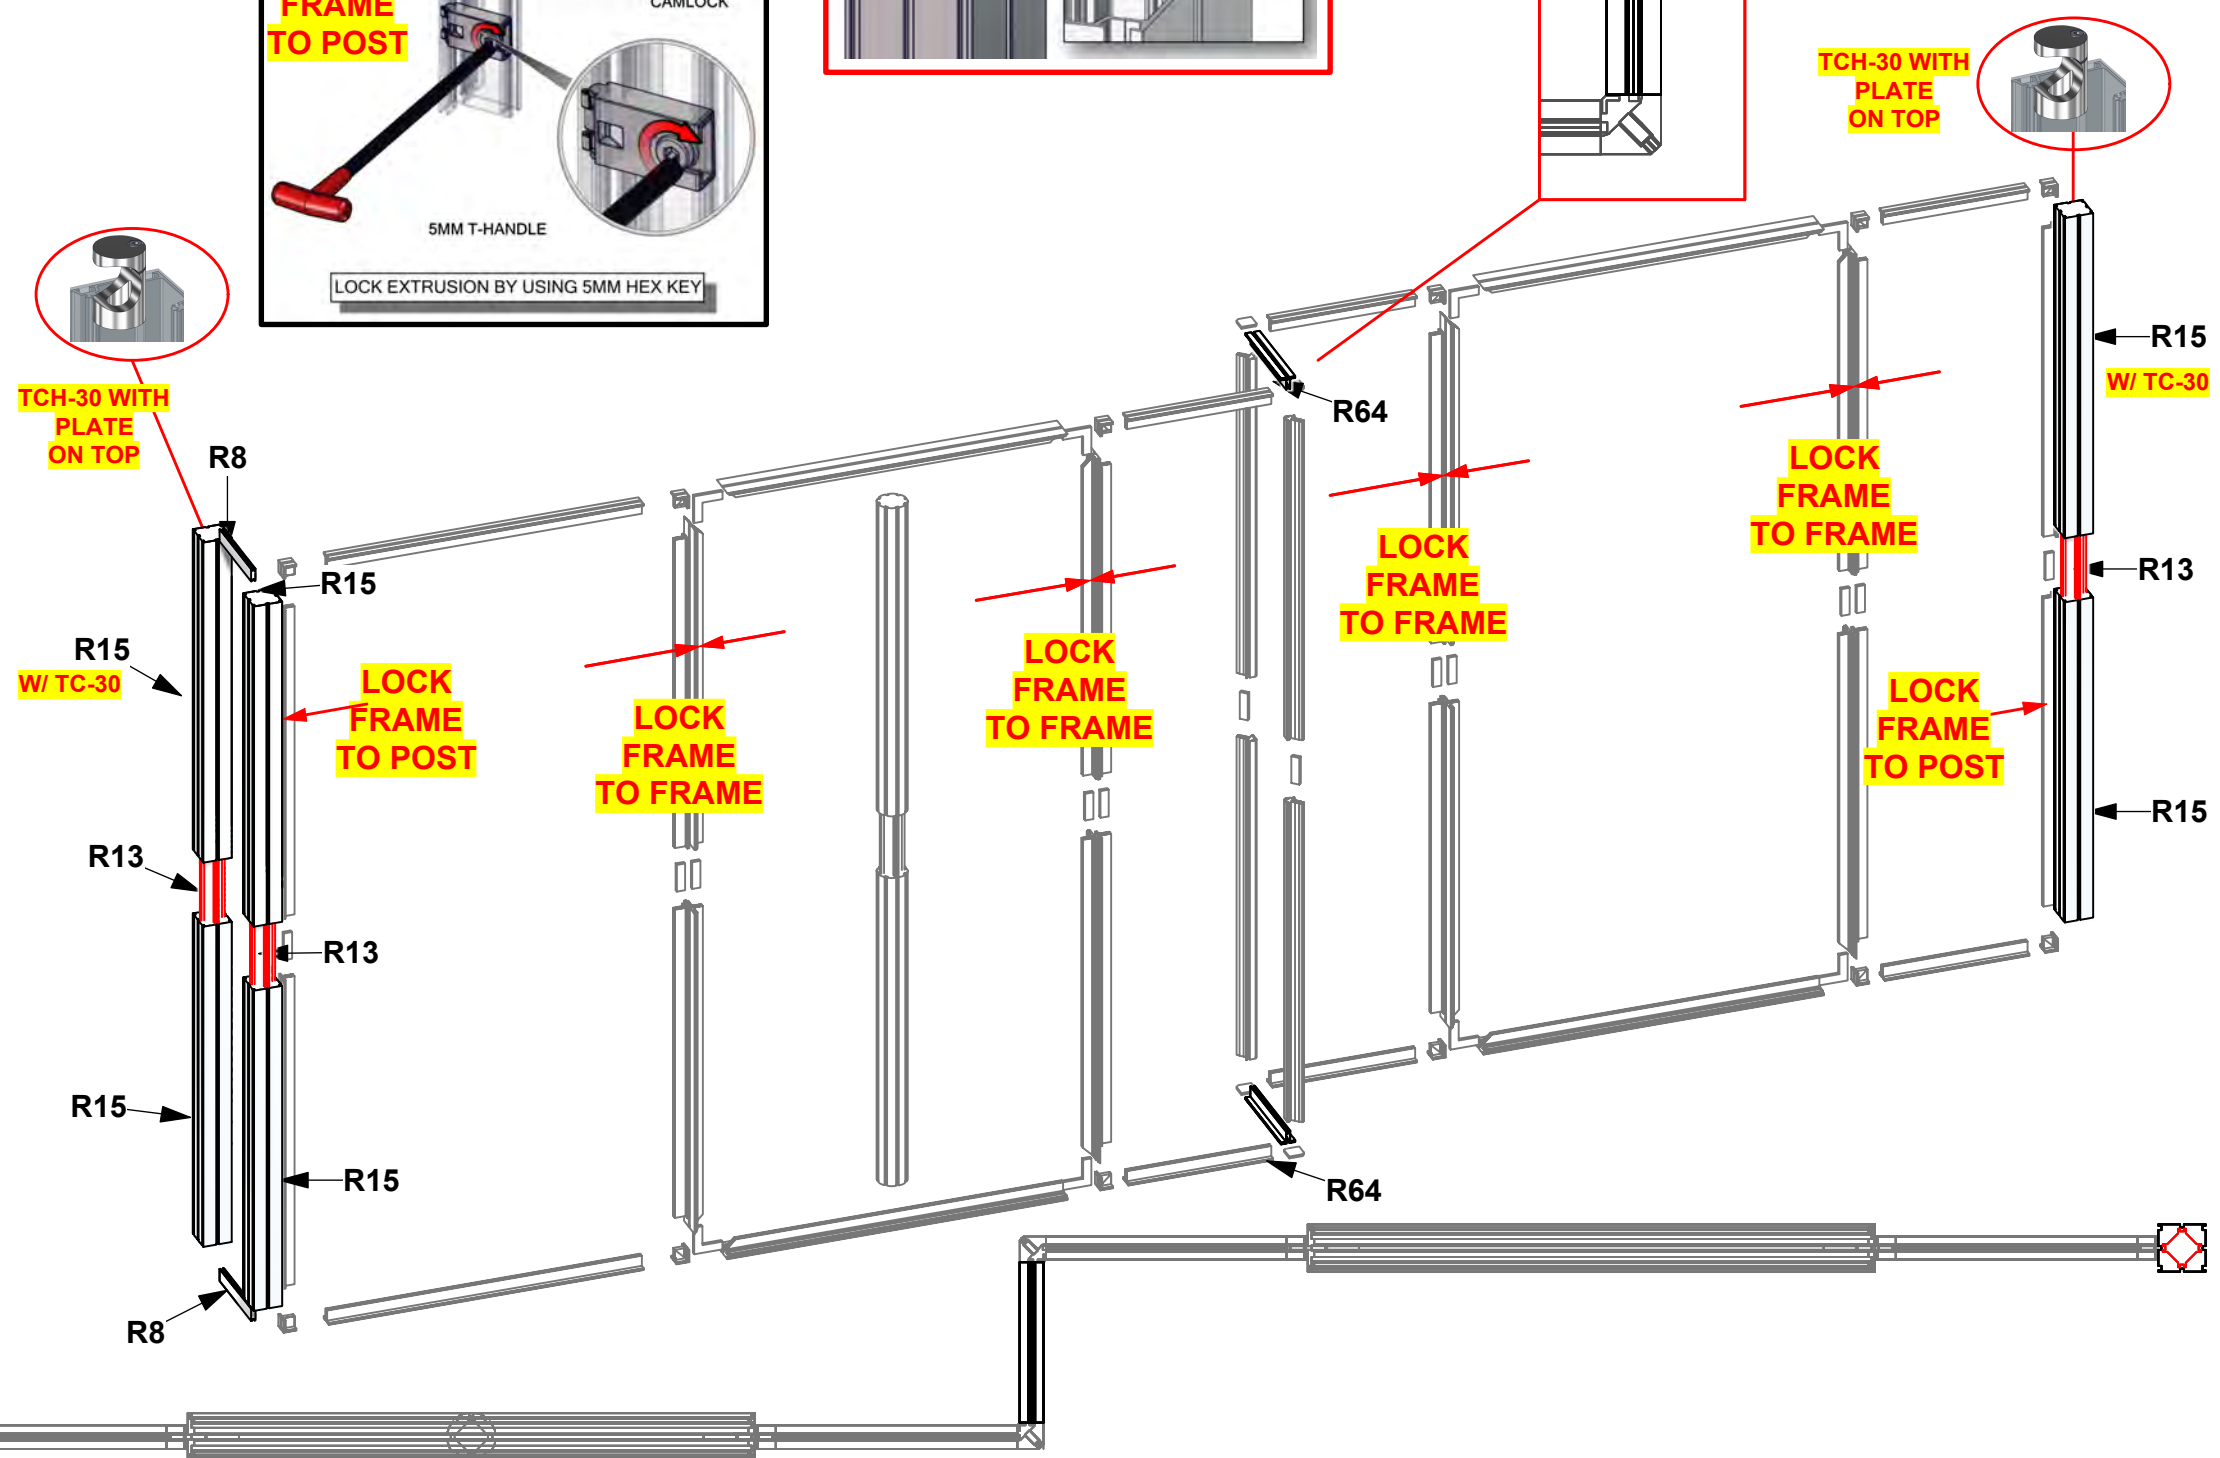 FRAME
TO POST
CAMLOCK
5MM T-HANDLE
LOCK EXTRUSION BY USING 5MM HEX KEY
TCH-30 WITH
PLATE
ON TOP
TCH-30 WITH
PLATE
ON TOP
R8
R15
R15
W/ TC-30
LOCK
FRAME
TO POST
R13
R13
R15
R15
R8
LOCK
FRAME
TO FRAME
LOCK
FRAME
TO FRAME
R64
R64
LOCK
FRAME
TO FRAME
LOCK
FRAME
TO FRAME
R15
W/ TC-30
R13
LOCK
FRAME
TO POST
R15